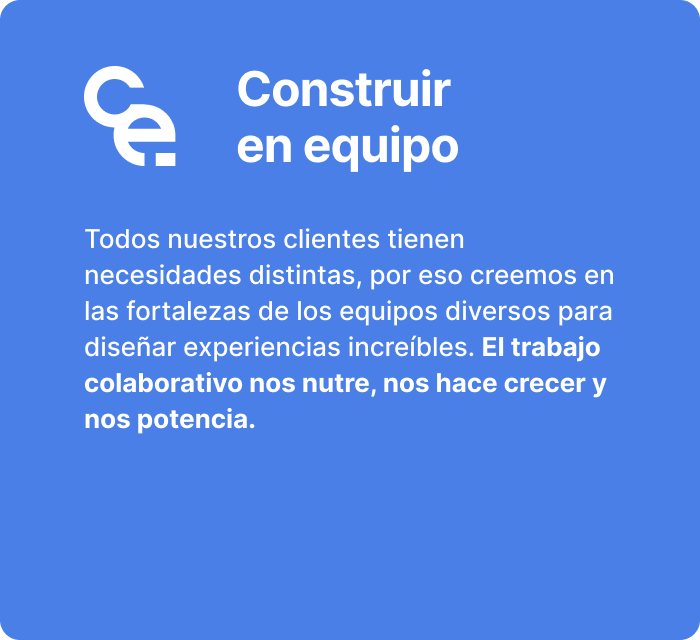 ce.
Construir
en equipo
Todos nuestros clientes tienen
necesidades distintas, por eso creemos en
las fortalezas de los equipos diversos para
diseñar experiencias increíbles. El trabajo
colaborativo nos nutre, nos hace crecer y
nos potencia.